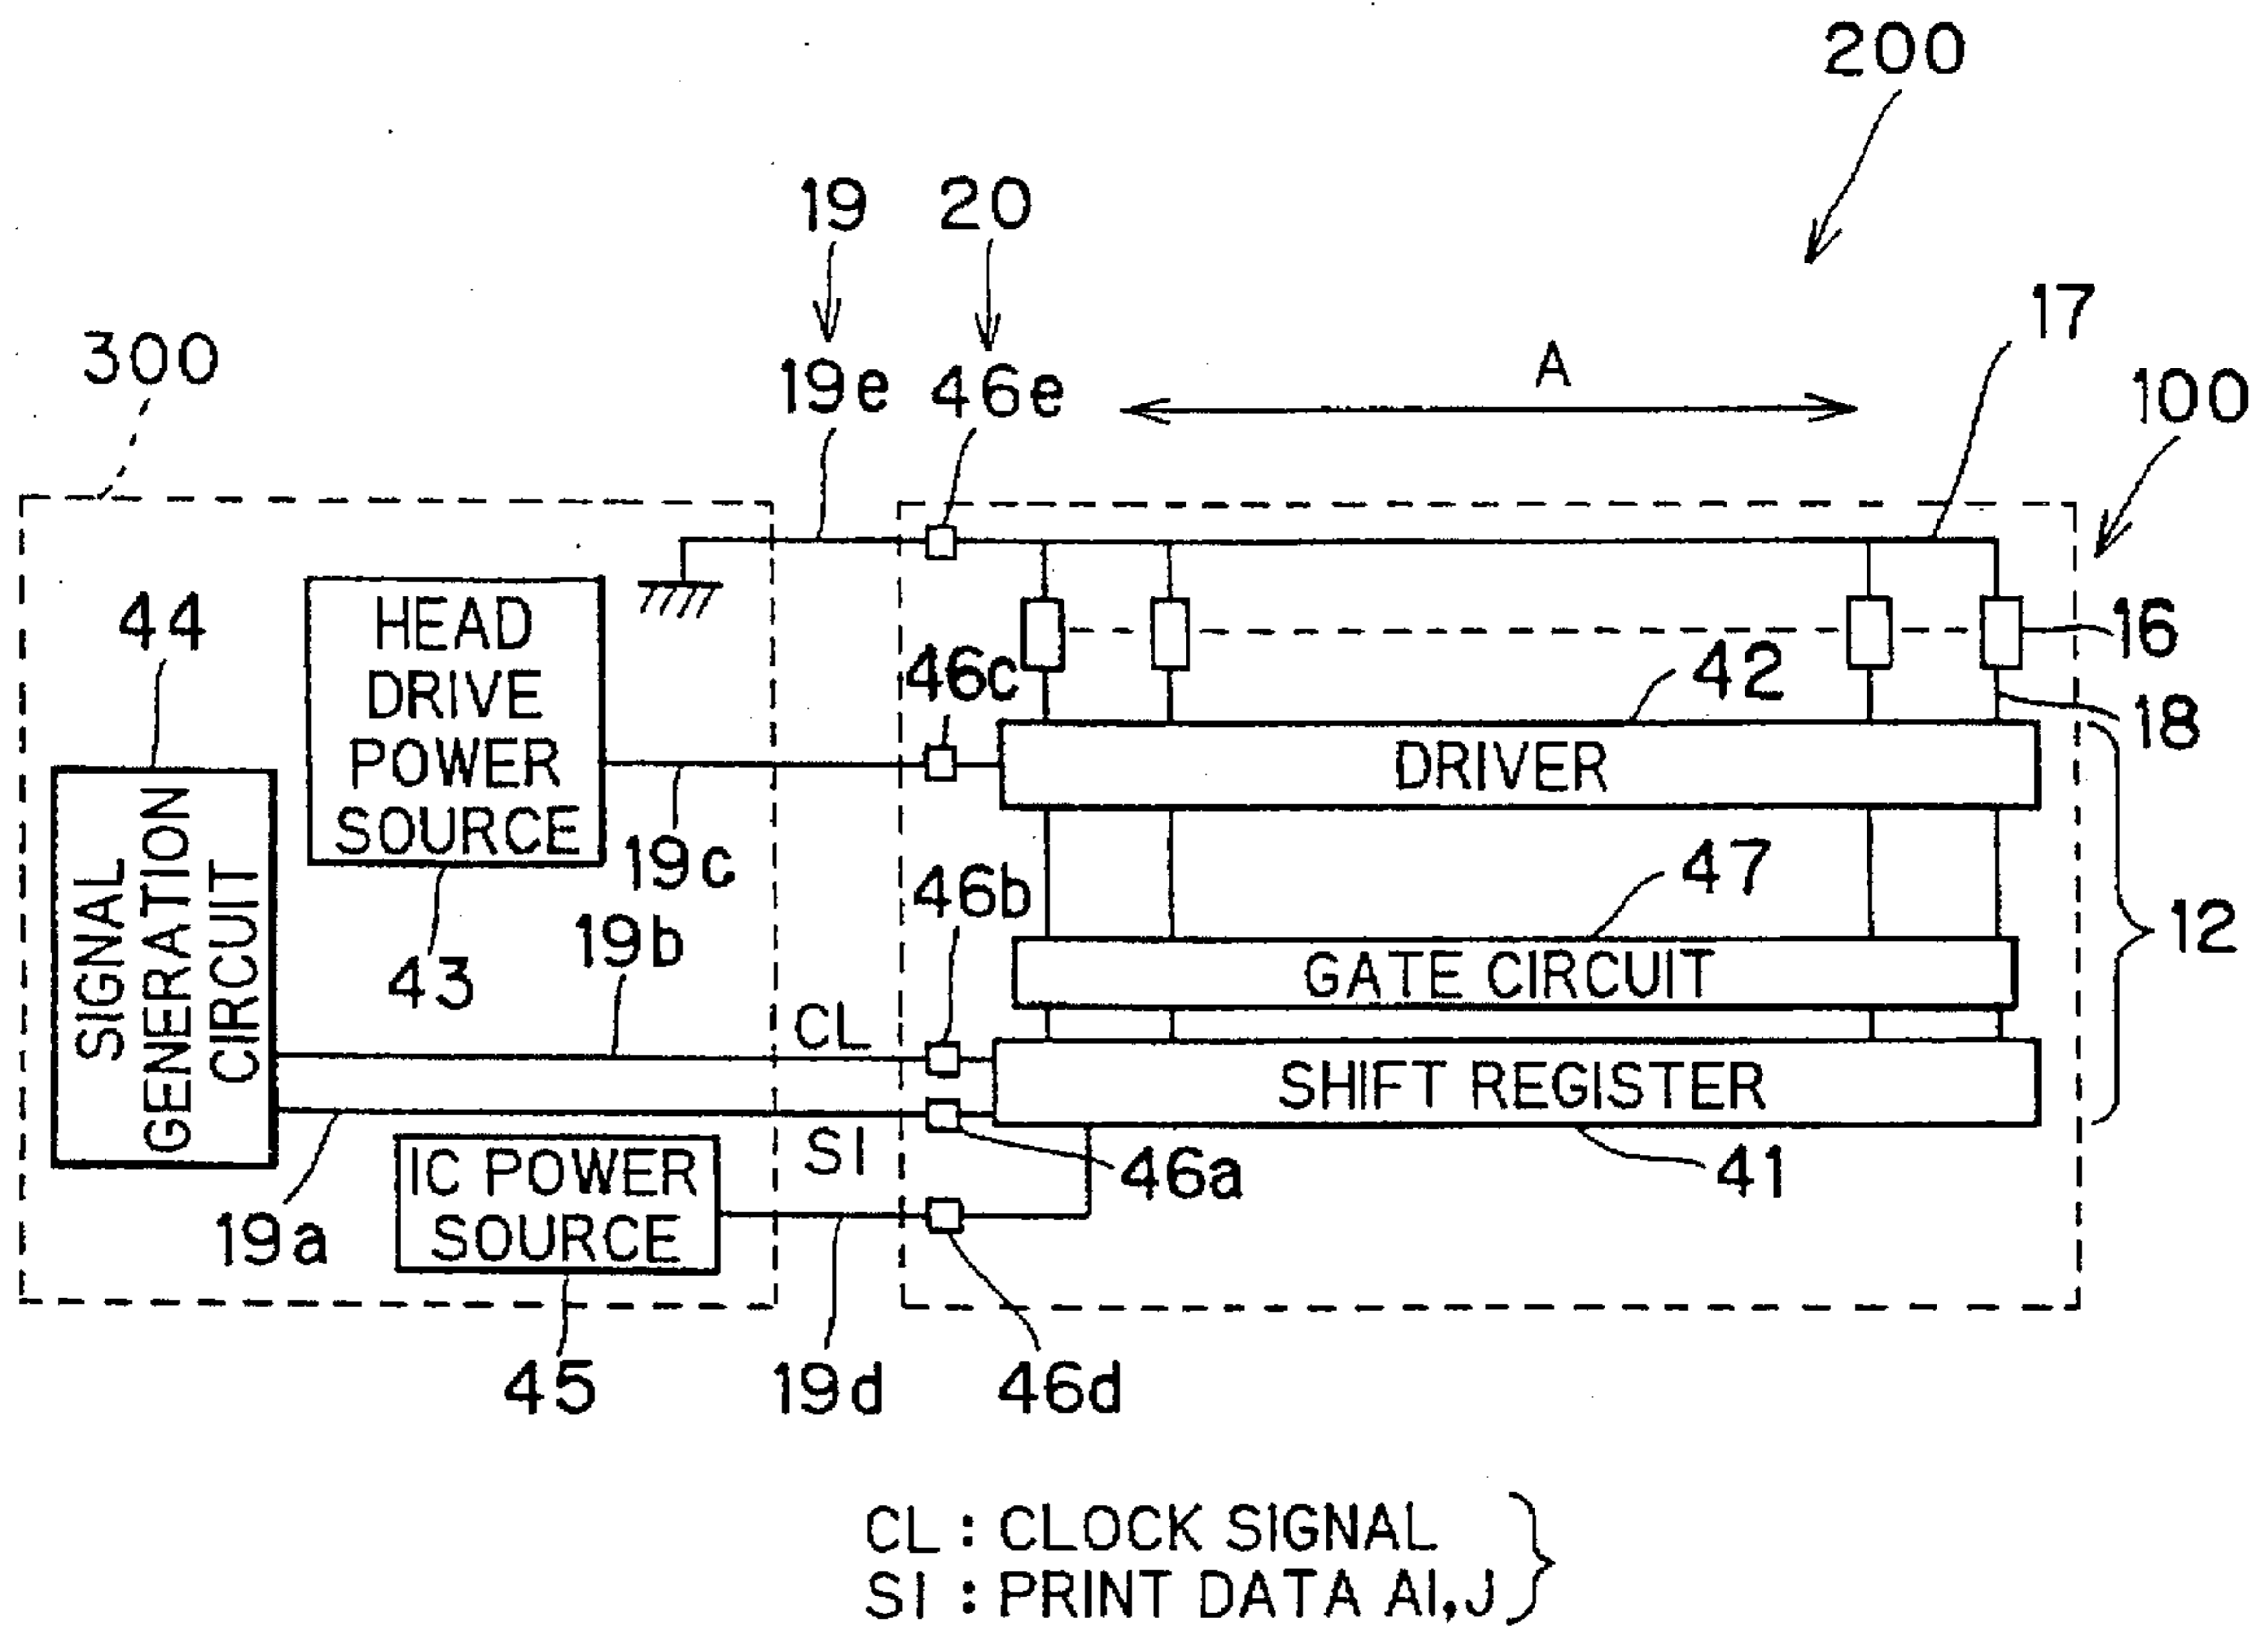 200
19 20
17
300
19e 46e
A
100
44
HEAD
DRIVE
POWER
SOURCE
16
46c
42
18
DRIVER
19c
47
46b
12
19b
43
SIGNAL
GENERATION
CIRCUIT
GATE CIRCUIT
CL
SHIFT REGISTER
SI
46a
41
IC POWER
SOURCE
19a
45
19d
46d
CL : CLOCK SIGNAL
SI : PRINT DATA AI,J